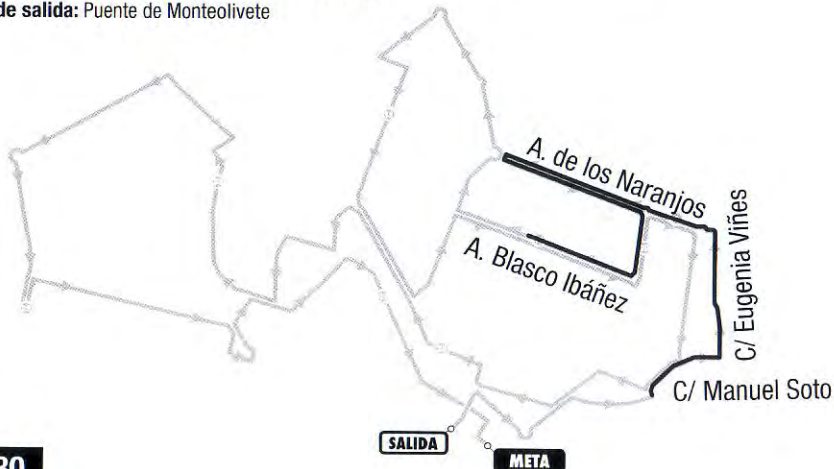 de salida: Puente de Monteolivete
A. de los Naranjos
A. Blasco Ibáñez
C/ Eugenia Viñes
C/ Manuel Soto
SALIDA
META